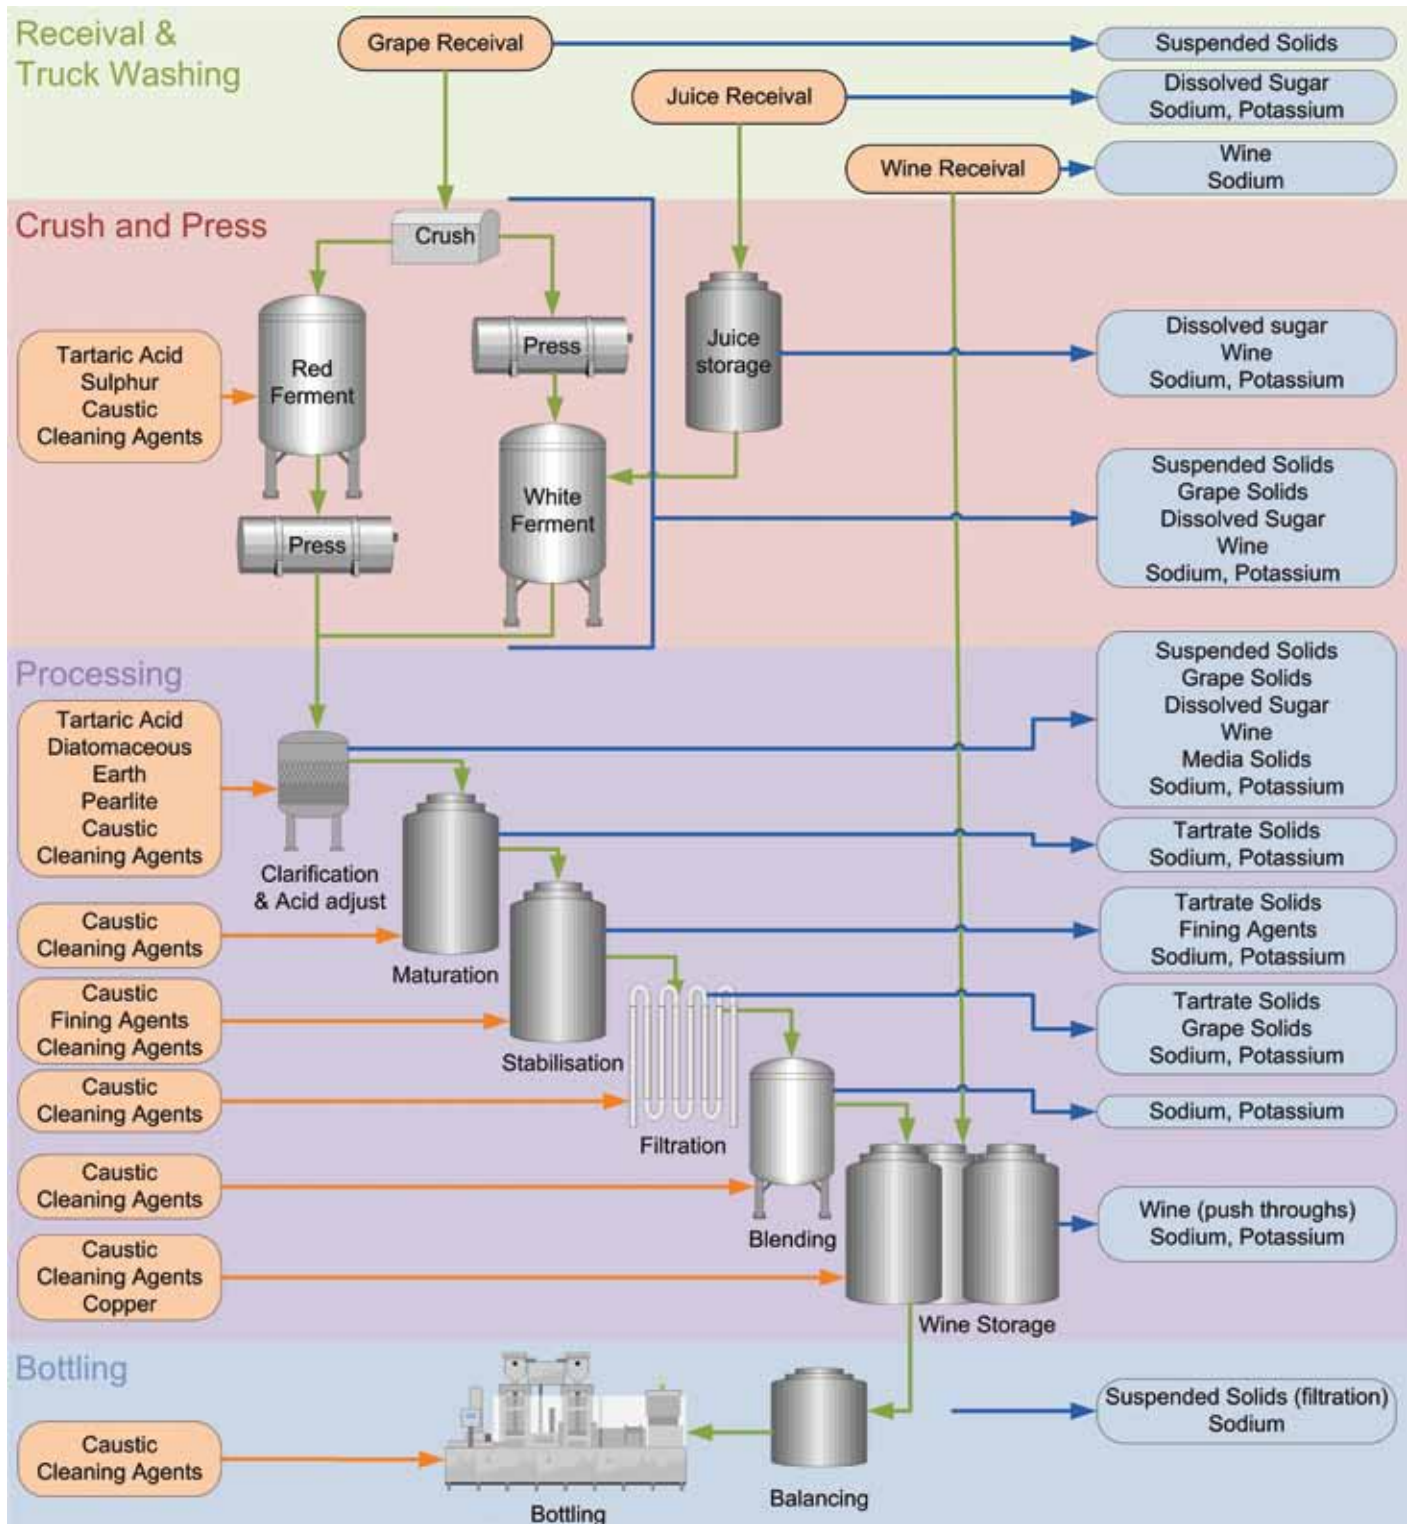 Receival &
Truck Washing
Grape Receival
Suspended Solids
Juice Receival
Dissolved Sugar
Sodium, Potassium
Wine Receival
Wine
Sodium
Crush and Press
Crush
Tartaric Acid
Sulphur
Caustic
Cleaning Agents
Red
Ferment
Press
Juice
storage
Dissolved sugar
Wine
Sodium, Potassium
White
Ferment
Press
Suspended Solids
Grape Solids
Dissolved Sugar
Wine
Sodium, Potassium
Processing
Tartaric Acid
Diatomaceous
Earth
Pearlite
Caustic
Cleaning Agents
Clarification
& Acid adjust
Suspended Solids
Grape Solids
Dissolved Sugar
Wine
Media Solids
Sodium, Potassium
Tartrate Solids
Sodium, Potassium
Caustic
Cleaning Agents
Maturation
Tartrate Solids
Fining Agents
Sodium, Potassium
Caustic
Fining Agents
Cleaning Agents
Stabilisation
Tartrate Solids
Grape Solids
Sodium, Potassium
Caustic
Cleaning Agents
Filtration
Sodium, Potassium
Caustic
Cleaning Agents
Blending
Wine (push throughs)
Sodium, Potassium
Caustic
Cleaning Agents
Copper
Wine Storage
Bottling
Suspended Solids (filtration)
Sodium
Caustic
Cleaning Agents
Bottling
Balancing